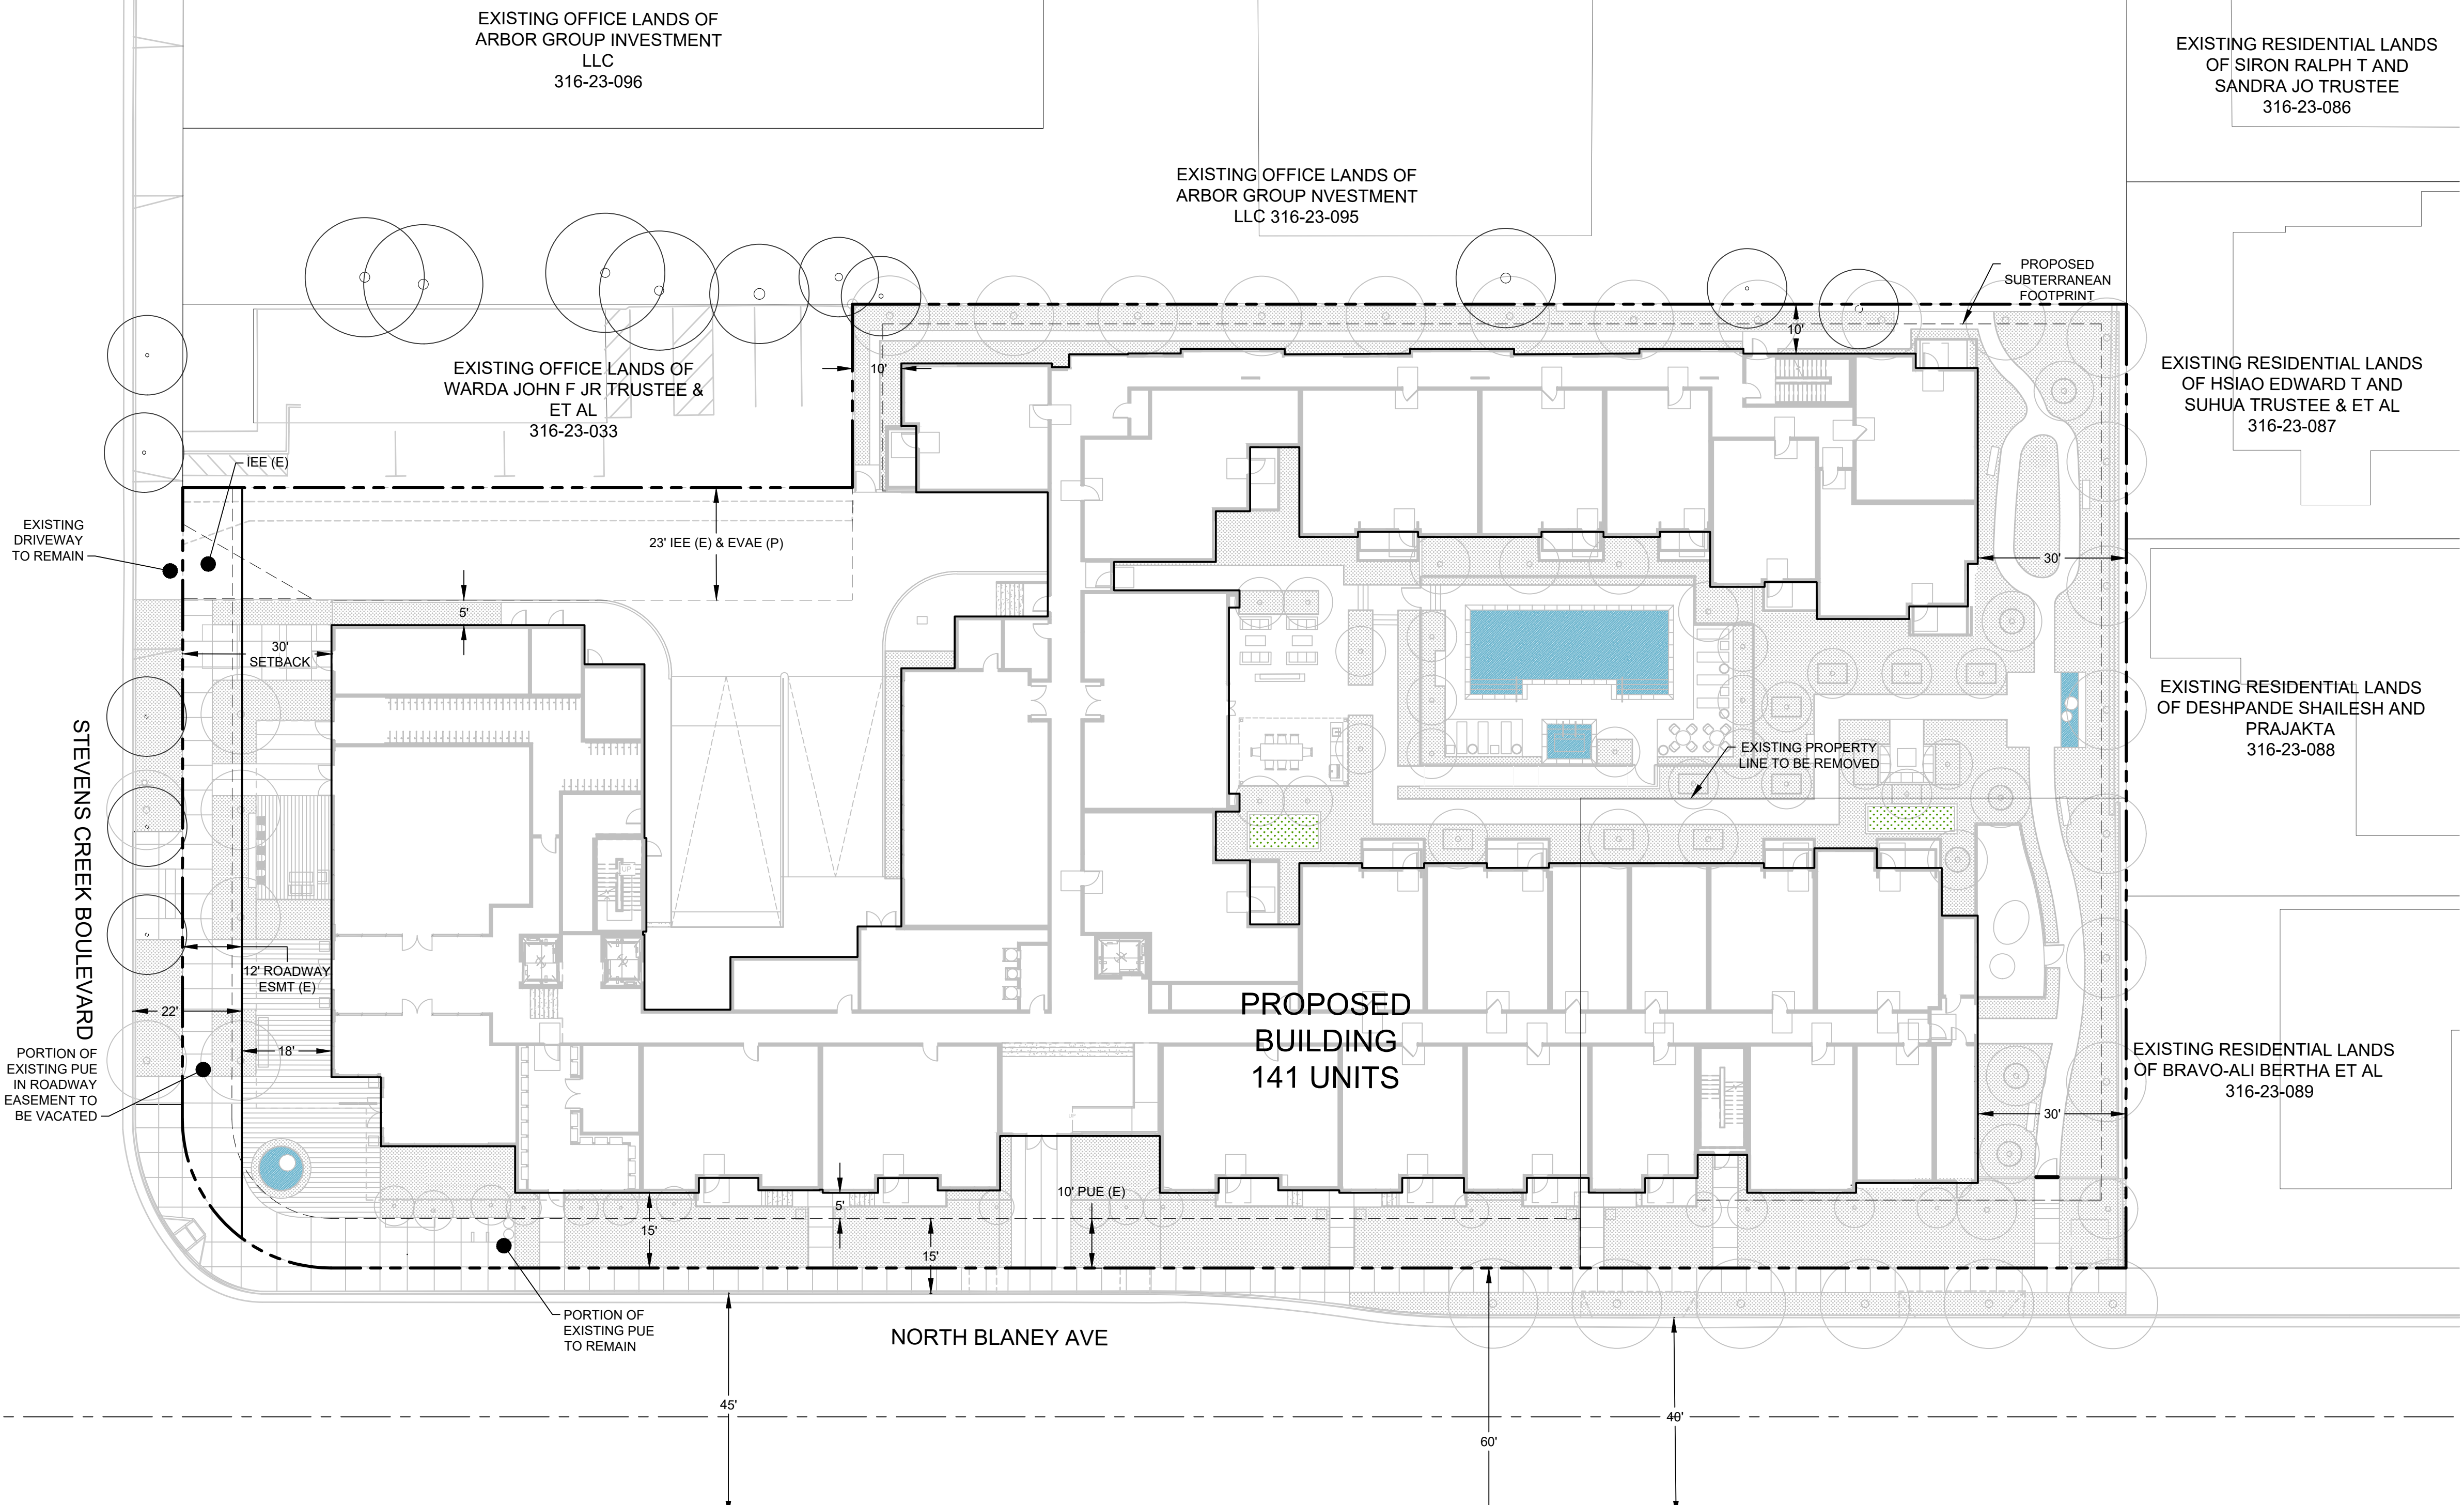 EXISTING OFFICE LANDS OF
ARBOR GROUP INVESTMENT
LLC
316-23-096
EXISTING RESIDENTIAL LANDS
OF SIRON RALPH T AND
SANDRA JO TRUSTEE
316-23-086
EXISTING OFFICE LANDS OF
ARBOR GROUP NVESTMENT
LLC 316-23-095
PROPOSED
SUBTERRANEAN
FOOTPRINT
10'
EXISTING OFFICE LANDS OF
WARDA JOHN F JR TRUSTEE &
ET AL
316-23-033
10'
EXISTING RESIDENTIAL LANDS
OF HSIAO EDWARD T AND
SUHUA TRUSTEE & ET AL
316-23-087
IEE (E)
EXISTING
DRIVEWAY
TO REMAIN
23' IEE (E) & EVAE (P)
30'
5'
30'
SETBACK
EXISTING RESIDENTIAL LANDS
OF DESHPANDE SHAILESH AND
PRAJAKTA
316-23-088
EXISTING PROPERTY
LINE TO BE REMOVED
STEVENS CREEK BOULEVARD
UP
12' ROADWAY
ESMT (E)
22'
18'
PROPOSED
BUILDING
141 UNITS
PORTION OF
EXISTING PUE
IN ROADWAY
EASEMENT TO
BE VACATED
EXISTING RESIDENTIAL LANDS
OF BRAVO-ALI BERTHA ET AL
316-23-089
30'
UP
10' PUE (E)
5'
15'
15'
PORTION OF
EXISTING PUE
TO REMAIN
NORTH BLANEY AVE
45'
40'
60'